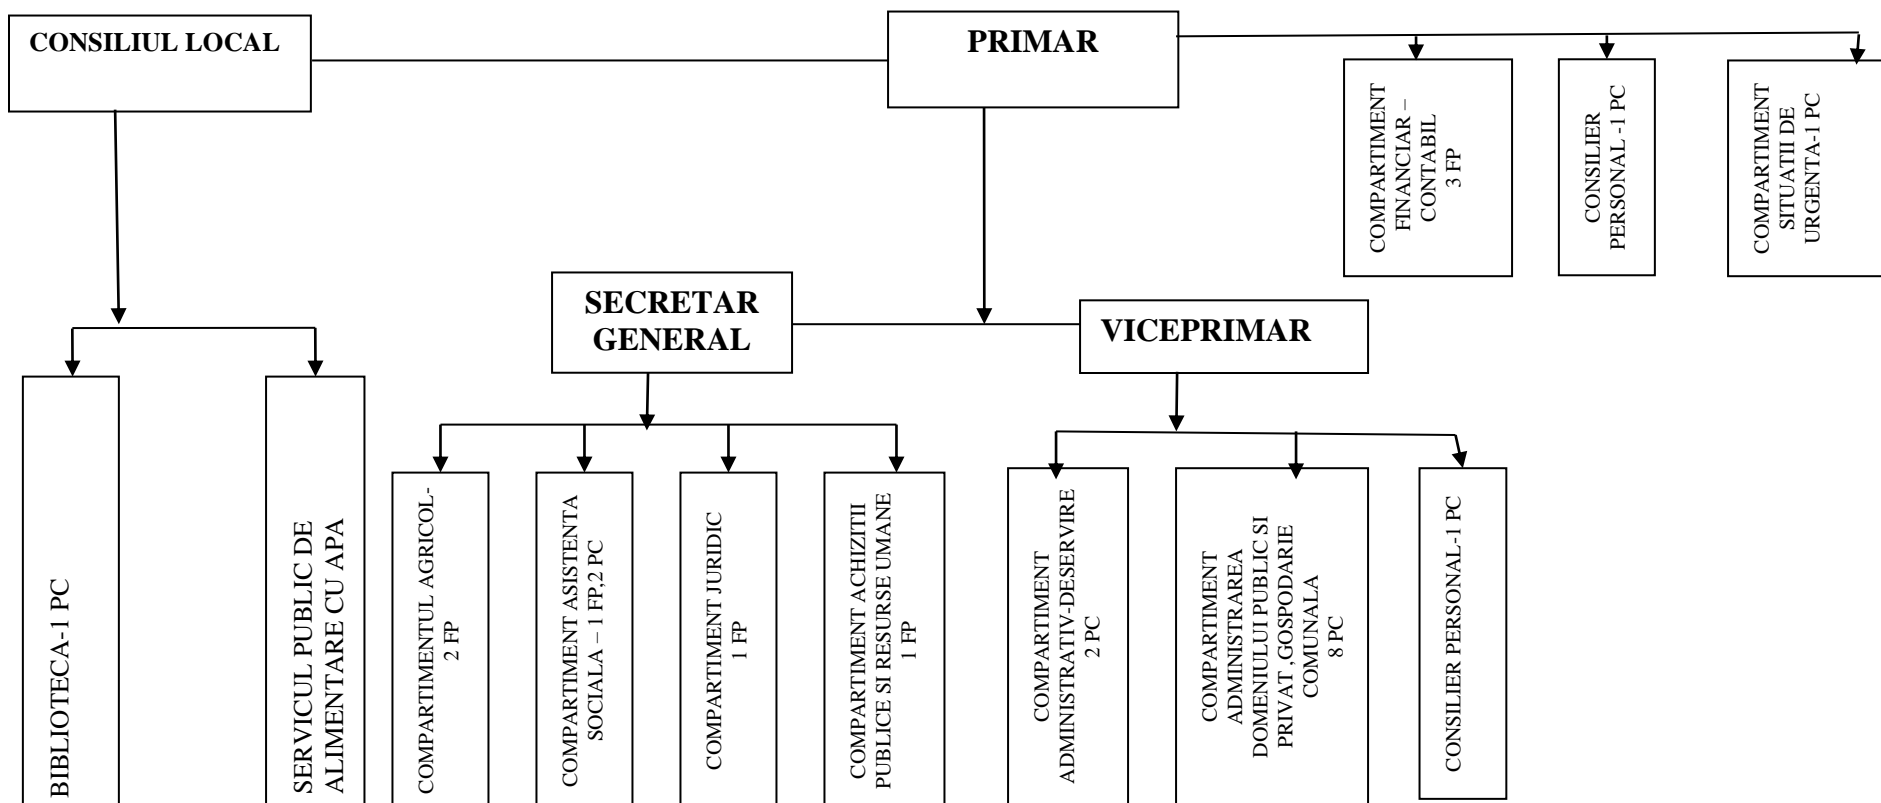 CONSILIUL LOCAL
PRIMAR
COMPARTIMENT
FINANCIAR –
CONTABIL
3 FP
CONSILIER
PERSONAL -1 PC
COMPARTIMENT
SITUATII DE
URGENTA-1 PC
SECRETAR
GENERAL
VICEPRIMAR
BIBLIOTECA-1 PC
SERVICUL PUBLIC DE
ALIMENTARE CU APA
COMPARTIMENTUL AGRICOL-
2 FP
COMPARTIMENT ASISTENTA
SOCIALA – 1 FP,2 PC
COMPARTIMENT JURIDIC
1 FP
COMPARTIMENT ACHIZITII
PUBLICE SI RESURSE UMANE
1 FP
COMPARTIMENT
ADMINISTRATIV-DESERVIRE
2 PC
COMPARTIMENT
ADMINISTRAREA
DOMENIULUI PUBLIC SI
PRIVAT ,GOSPODARIE
COMUNALA
8 PC
CONSILIER PERSONAL-1 PC